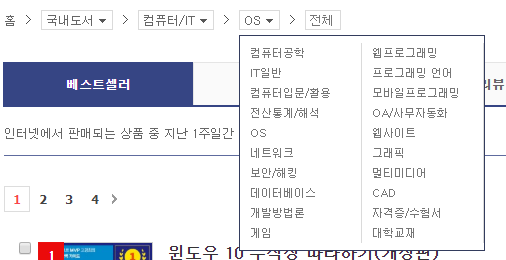 홈 > 국내도서 > 컴퓨터/IT > OS > 전체
컴퓨터공학 웹프로그래밍
IT일반 프로그래밍 언어
컴퓨터입문/활용 모바일프로그래밍
전산통계/해석 OA/사무자동화
OS 웹사이트
네트워크 그래픽
보안/해킹 멀티미디어
데이터베이스 CAD
개발방법론 자격증/수험서
게임 대학교재
베스트셀러 리뷰
인터넷에서 판매되는 상품 중 지난 1주일간
1 2 3 4 >
1 1
윈도우 10 무작정 따라하기(개정판)